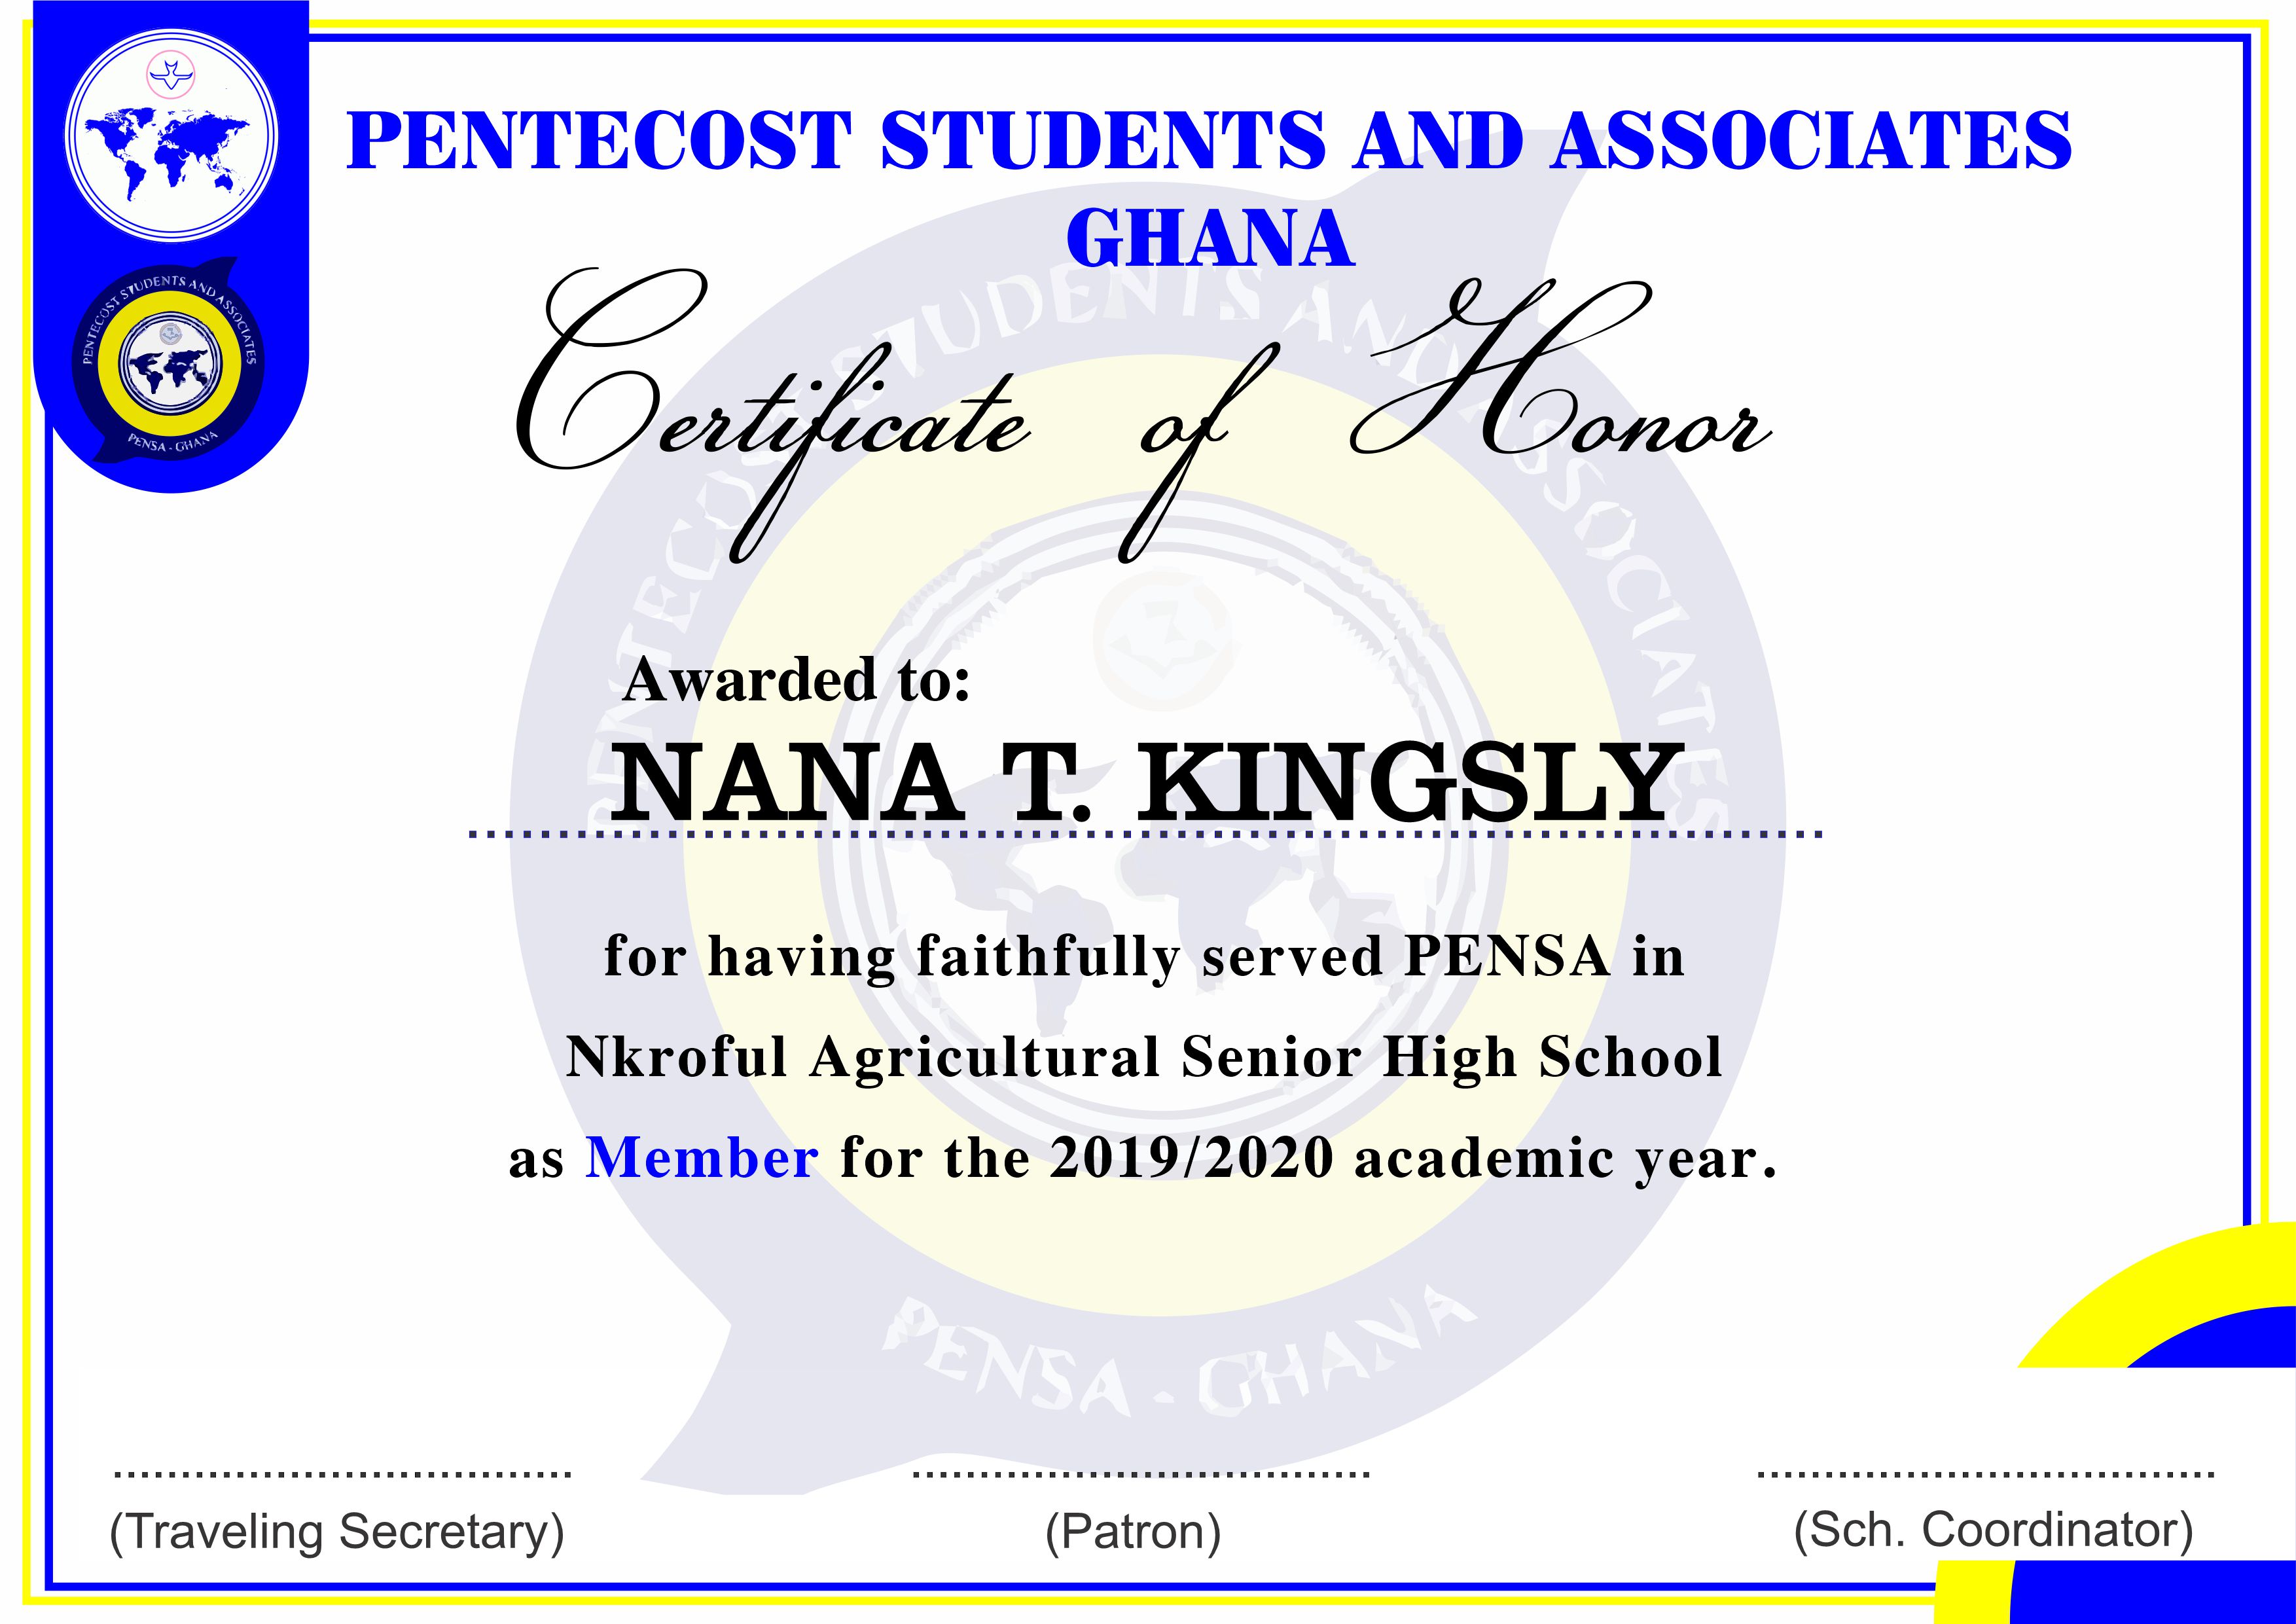 PENTECOST STUDENTS AND ASSOCIATES
GHANA
PENTECOST STUDENTS AND ASSOCIATES
PENSA - GHANA
Certificate of Honor
PENTECOST STUDENTS AND ASSOCIATES
Awarded to:
NANA T. KINGSLY
for having faithfully served PENSA in
Nkroful Agricultural Senior High School
as Member for the 2019/2020 academic year.
PENSA - GHANA
(Traveling Secretary)
(Patron)
(Sch. Coordinator)